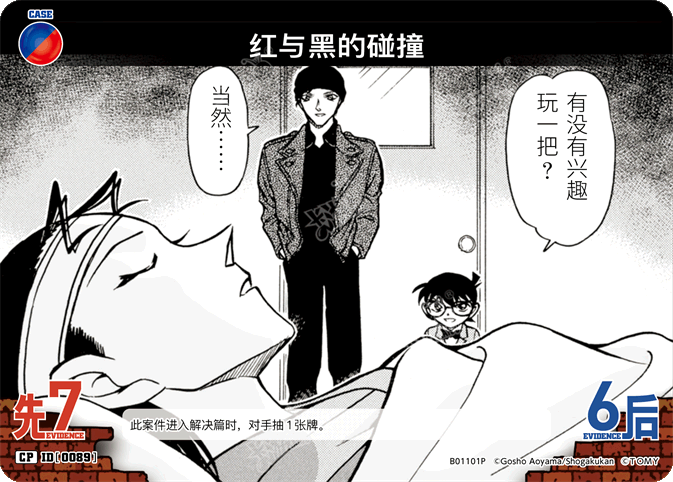 CASE
红与黑的碰撞
有没有兴趣
玩一把？
当然……
先7
EVIDENCE
6后
EVIDENCE
此案件进入解决篇时，对手抽1张牌。
CP ID[0089]
B01101P ©Gosho Aoyama/Shogakukan ©TOMY